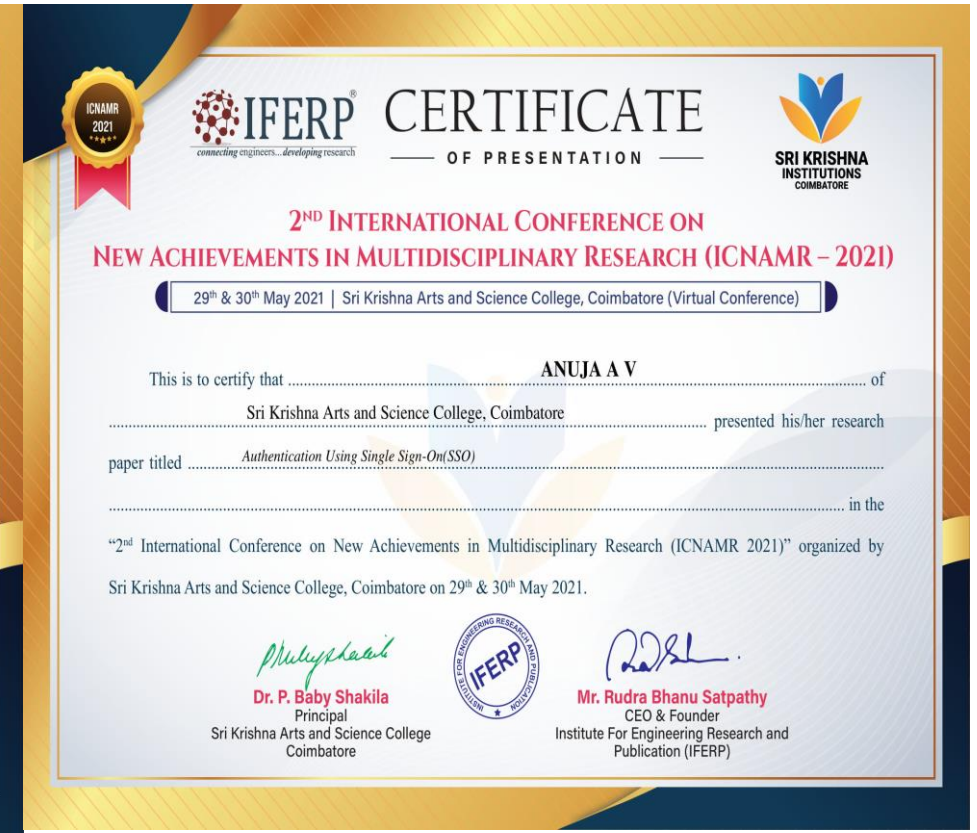 ICNAMR
2021
IFERP®
connecting engineers...developing research
CERTIFICATE
OF PRESENTATION
SRI KRISHNA
INSTITUTIONS
COIMBATORE
2ND INTERNATIONAL CONFERENCE ON
NEW ACHIEVEMENTS IN MULTIDISCIPLINARY RESEARCH (ICNAMR – 2021)
29th & 30th May 2021 | Sri Krishna Arts and Science College, Coimbatore (Virtual Conference)
This is to certify that ANUJA A V of
Sri Krishna Arts and Science College, Coimbatore presented his/her research
paper titled Authentication Using Single Sign-On(SSO)
in the
“2nd International Conference on New Achievements in Multidisciplinary Research (ICNAMR 2021)” organized by
Sri Krishna Arts and Science College, Coimbatore on 29th & 30th May 2021.
INSTITUTE FOR ENGINEERING RESEARCH AND PUBLICATION
IFERP
Dr. P. Baby Shakila
Principal
Sri Krishna Arts and Science College
Coimbatore
Mr. Rudra Bhanu Satpathy
CEO & Founder
Institute For Engineering Research and
Publication (IFERP)